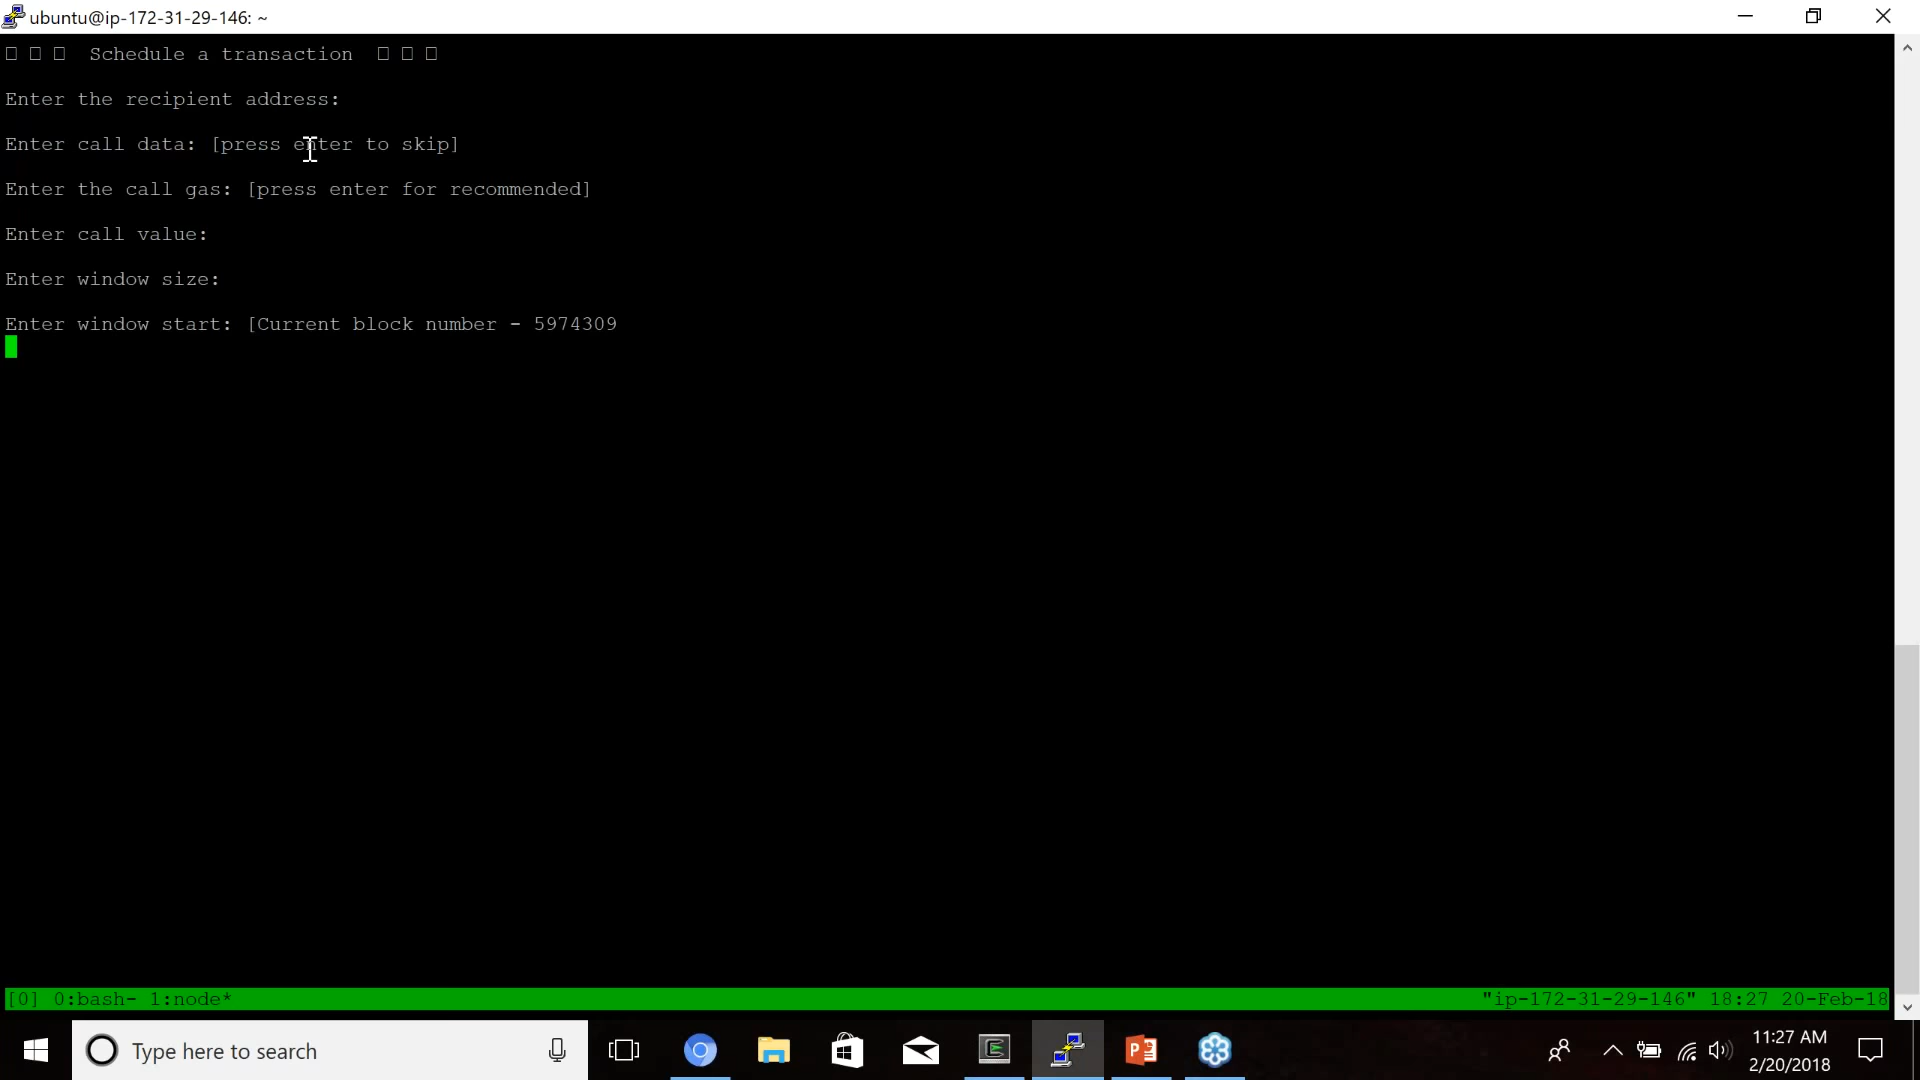 ubuntu@ip-172-31-29-146: ~
Schedule a transaction
Enter the recipient address:
Enter call data: [press enter to skip]
Enter the call gas: [press enter for recommended]
Enter call value:
Enter window size:
Enter window start: [Current block number - 5974309
[0] 0:bash- 1:node* "ip-172-31-29-146" 18:27 20-Feb-18
Type here to search
11:27 AM
2/20/2018